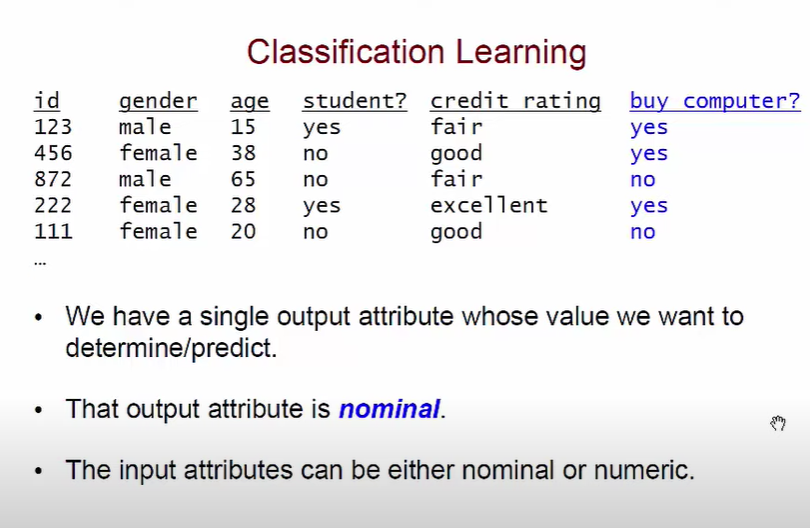 Classification Learning
id gender age student? credit rating buy computer?
123 male 15 yes fair yes
456 female 38 no good yes
872 male 65 no fair no
222 female 28 yes excellent yes
111 female 20 no good no
…
• We have a single output attribute whose value we want to
determine/predict.
• That output attribute is nominal.
• The input attributes can be either nominal or numeric.